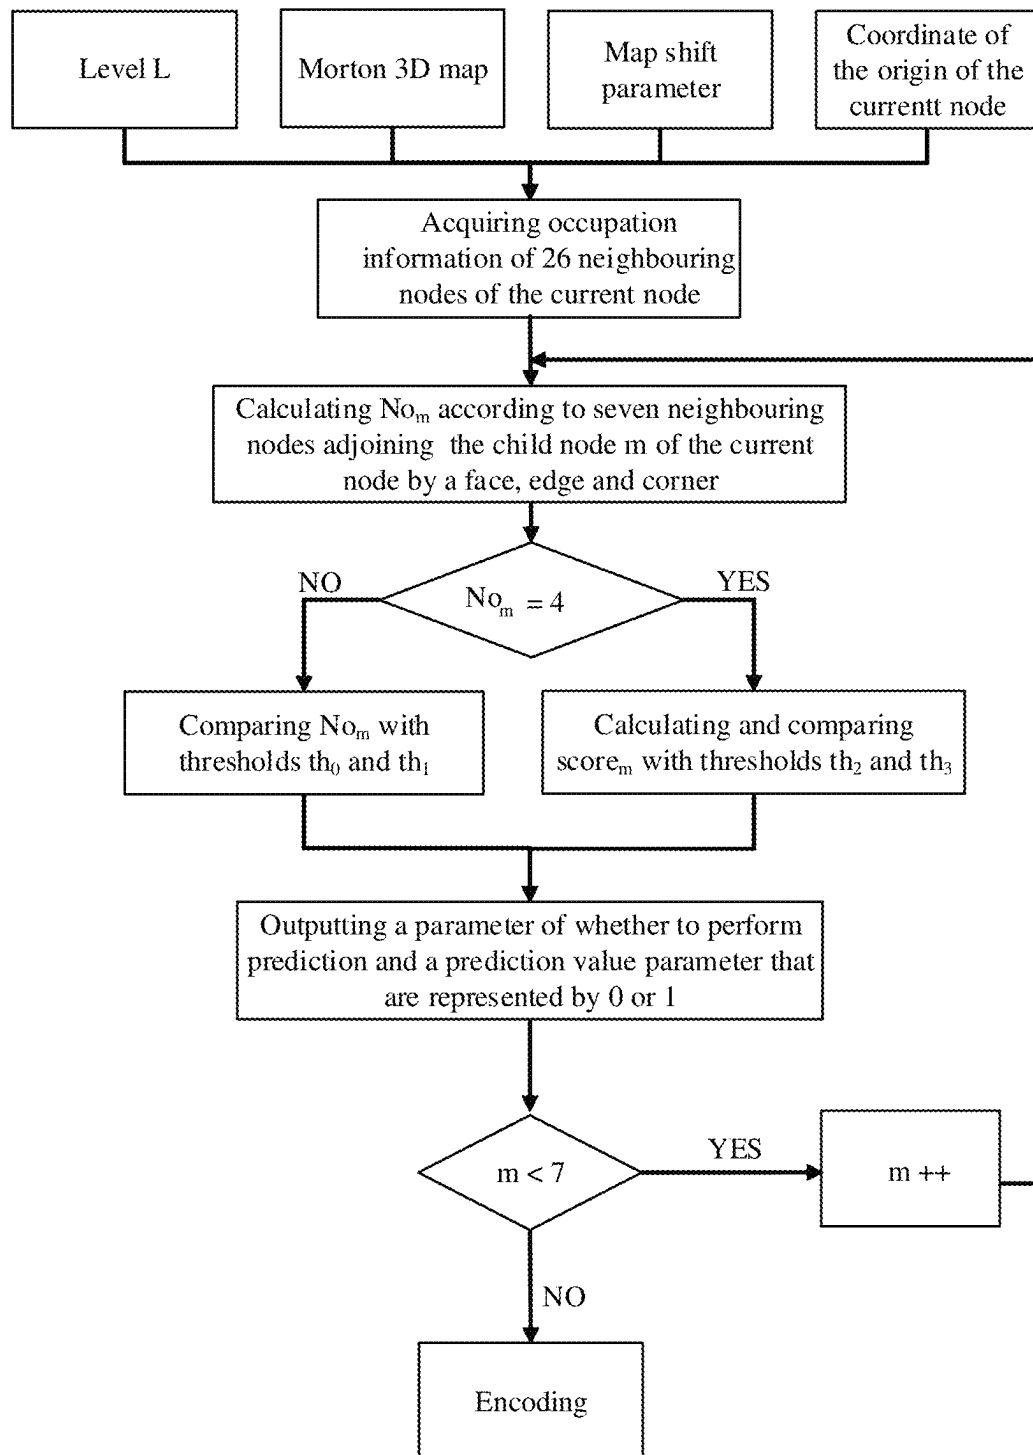 Level L
Morton 3D map
Map shift
parameter
Coordinate of
the origin of the
currentt node
Acquiring occupation
information of 26 neighbouring
nodes of the current node
Calculating Noₘ according to seven neighbouring
nodes adjoining the child node m of the current
node by a face, edge and corner
NO
YES
Noₘ = 4
Comparing Noₘ with
thresholds th₀ and th₁
Calculating and comparing
scoreₘ with thresholds th₂ and th₃
Outputting a parameter of whether to perform
prediction and a prediction value parameter that
are represented by 0 or 1
m < 7
YES
m ++
NO
Encoding